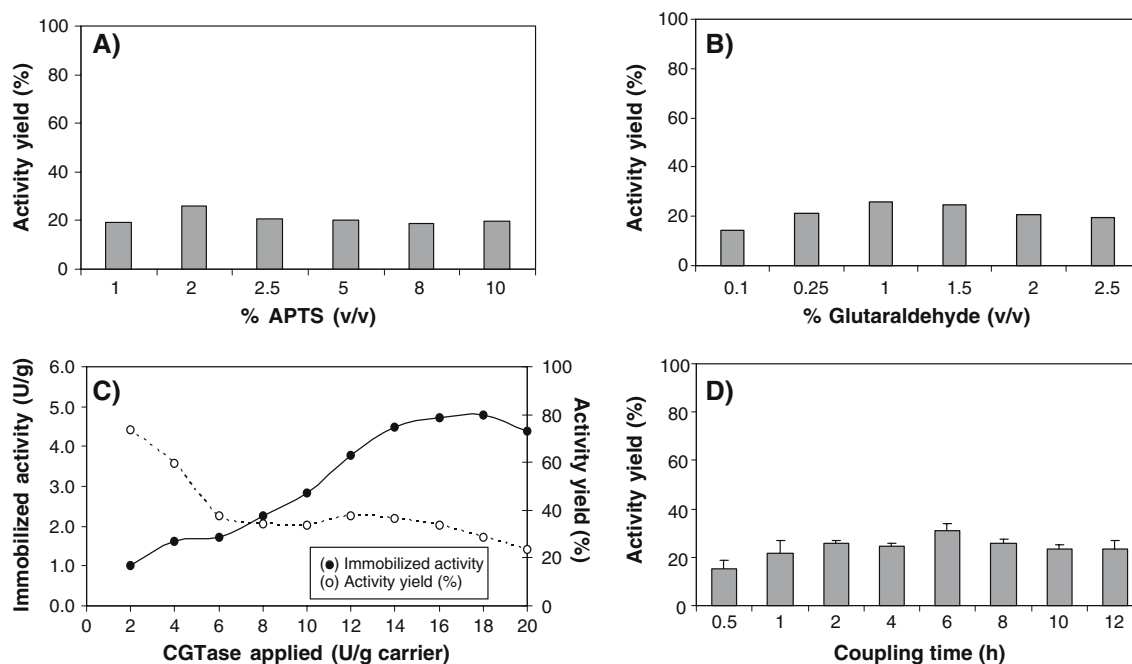 A)
Activity yield (%)
100
80
60
40
20
0
1 2 2.5 5 8 10
% APTS (v/v)
B)
Activity yield (%)
100
80
60
40
20
0
0.1 0.25 1 1.5 2 2.5
% Glutaraldehyde (v/v)
C)
Immobilized activity (U/g)
6.0
5.0
4.0
3.0
2.0
1.0
0.0
Activity yield (%)
100
80
60
40
20
0
(●) Immobilized activity
(o) Activity yield (%)
0 2 4 6 8 10 12 14 16 18 20
CGTase applied (U/g carrier)
D)
Activity yield (%)
100
80
60
40
20
0
0.5 1 2 4 6 8 10 12
Coupling time (h)